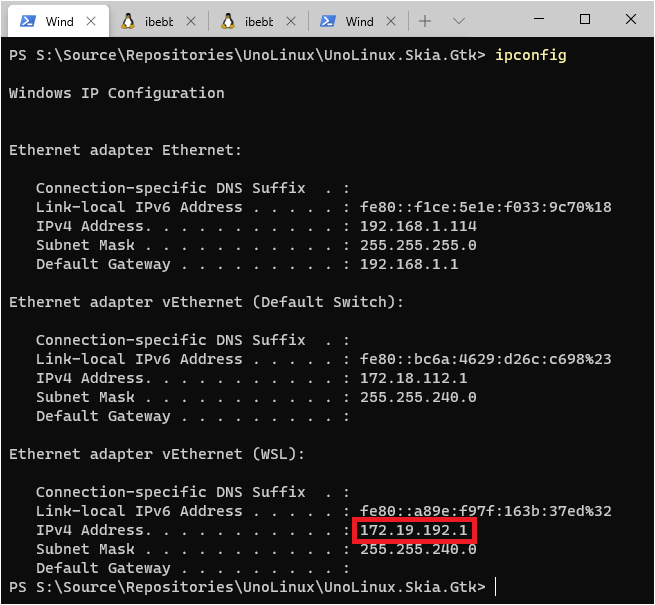 Wind
ibebb
ibebb
Wind
PS S:\Source\Repositories\UnoLinux\UnoLinux.Skia.Gtk> ipconfig
Windows IP Configuration
Ethernet adapter Ethernet:
Connection-specific DNS Suffix  . :
Link-local IPv6 Address . . . . . : fe80::f1ce:5e1e:f033:9c70%18
IPv4 Address. . . . . . . . . . . : 192.168.1.114
Subnet Mask . . . . . . . . . . . : 255.255.255.0
Default Gateway . . . . . . . . . : 192.168.1.1
Ethernet adapter vEthernet (Default Switch):
Connection-specific DNS Suffix  . :
Link-local IPv6 Address . . . . . : fe80::bc6a:4629:d26c:c698%23
IPv4 Address. . . . . . . . . . . : 172.18.112.1
Subnet Mask . . . . . . . . . . . : 255.255.240.0
Default Gateway . . . . . . . . . :
Ethernet adapter vEthernet (WSL):
Connection-specific DNS Suffix  . :
Link-local IPv6 Address . . . . . : fe80::a89e:f97f:163b:37ed%32
IPv4 Address. . . . . . . . . . . : 172.19.192.1
Subnet Mask . . . . . . . . . . . : 255.255.240.0
Default Gateway . . . . . . . . . :
PS S:\Source\Repositories\UnoLinux\UnoLinux.Skia.Gtk>